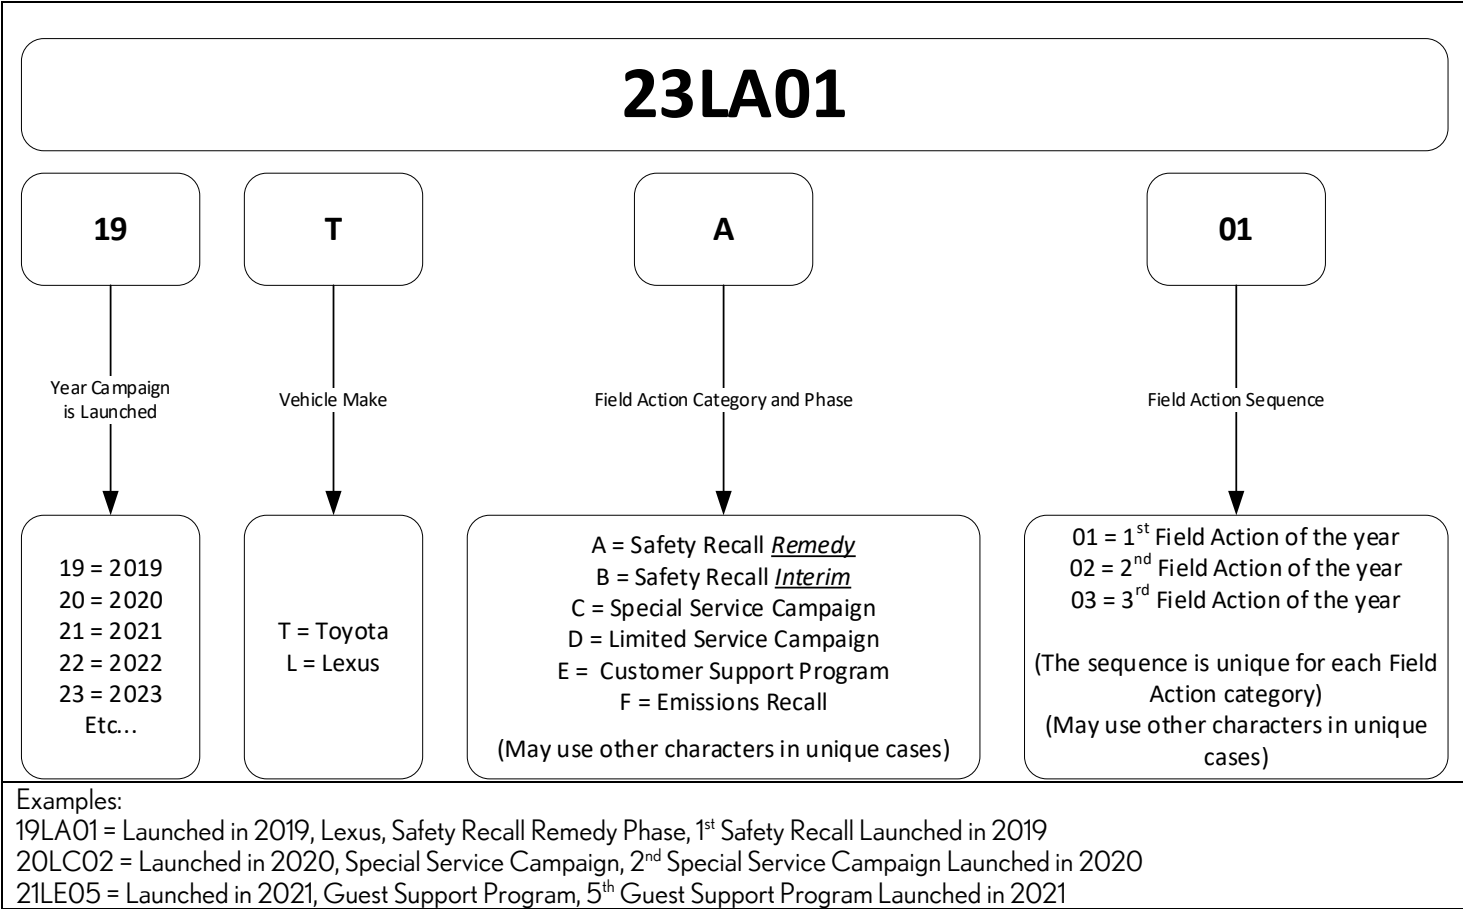 23LA01
19
T
A
01
Year Campaign
is Launched
Vehicle Make
Field Action Category and Phase
Field Action Sequence
19 = 2019
20 = 2020
21 = 2021
22 = 2022
23 = 2023
Etc...
T = Toyota
L = Lexus
A = Safety Recall Remedy
B = Safety Recall Interim
C = Special Service Campaign
D = Limited Service Campaign
E =  Customer Support Program
F = Emissions Recall
(May use other characters in unique cases)
01 = 1st Field Action of the year
02 = 2nd Field Action of the year
03 = 3rd Field Action of the year
(The sequence is unique for each Field
Action category)
(May use other characters in unique
cases)
Examples:
19LA01 = Launched in 2019, Lexus, Safety Recall Remedy Phase, 1st Safety Recall Launched in 2019
20LC02 = Launched in 2020, Special Service Campaign, 2nd Special Service Campaign Launched in 2020
21LE05 = Launched in 2021, Guest Support Program, 5th Guest Support Program Launched in 2021